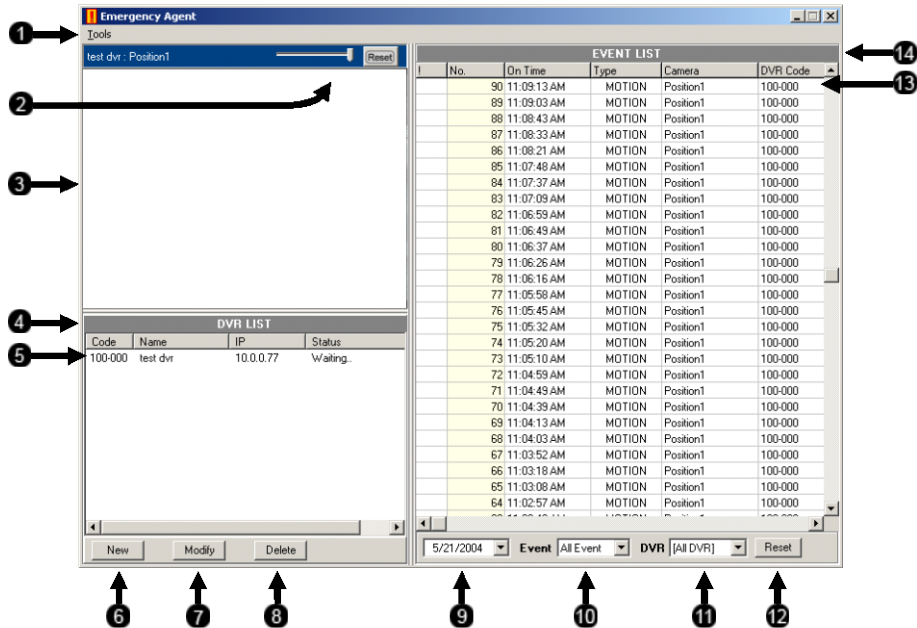 Emergency Agent
1
Tools
test dvr : Position1
Reset
EVENT LIST
14
! No. On Time Type Camera DVR Code
13
90 11:09:13 AM MOTION Position1 100-000
2
89 11:09:03 AM MOTION Position1 100-000
88 11:08:43 AM MOTION Position1 100-000
87 11:08:33 AM MOTION Position1 100-000
86 11:08:21 AM MOTION Position1 100-000
85 11:07:48 AM MOTION Position1 100-000
3
84 11:07:37 AM MOTION Position1 100-000
83 11:07:09 AM MOTION Position1 100-000
82 11:06:59 AM MOTION Position1 100-000
81 11:06:49 AM MOTION Position1 100-000
80 11:06:37 AM MOTION Position1 100-000
79 11:06:26 AM MOTION Position1 100-000
78 11:06:16 AM MOTION Position1 100-000
77 11:05:58 AM MOTION Position1 100-000
76 11:05:45 AM MOTION Position1 100-000
75 11:05:32 AM MOTION Position1 100-000
74 11:05:20 AM MOTION Position1 100-000
73 11:05:10 AM MOTION Position1 100-000
72 11:04:59 AM MOTION Position1 100-000
71 11:04:49 AM MOTION Position1 100-000
70 11:04:39 AM MOTION Position1 100-000
69 11:04:13 AM MOTION Position1 100-000
68 11:04:03 AM MOTION Position1 100-000
67 11:03:52 AM MOTION Position1 100-000
66 11:03:18 AM MOTION Position1 100-000
65 11:03:08 AM MOTION Position1 100-000
64 11:02:57 AM MOTION Position1 100-000
4
DVR LIST
Code Name IP Status
5
100-000 test dvr 10.0.0.77 Waiting..
New Modify Delete
5/21/2004 Event All Event DVR [All DVR] Reset
6 7 8 9 10 11 12